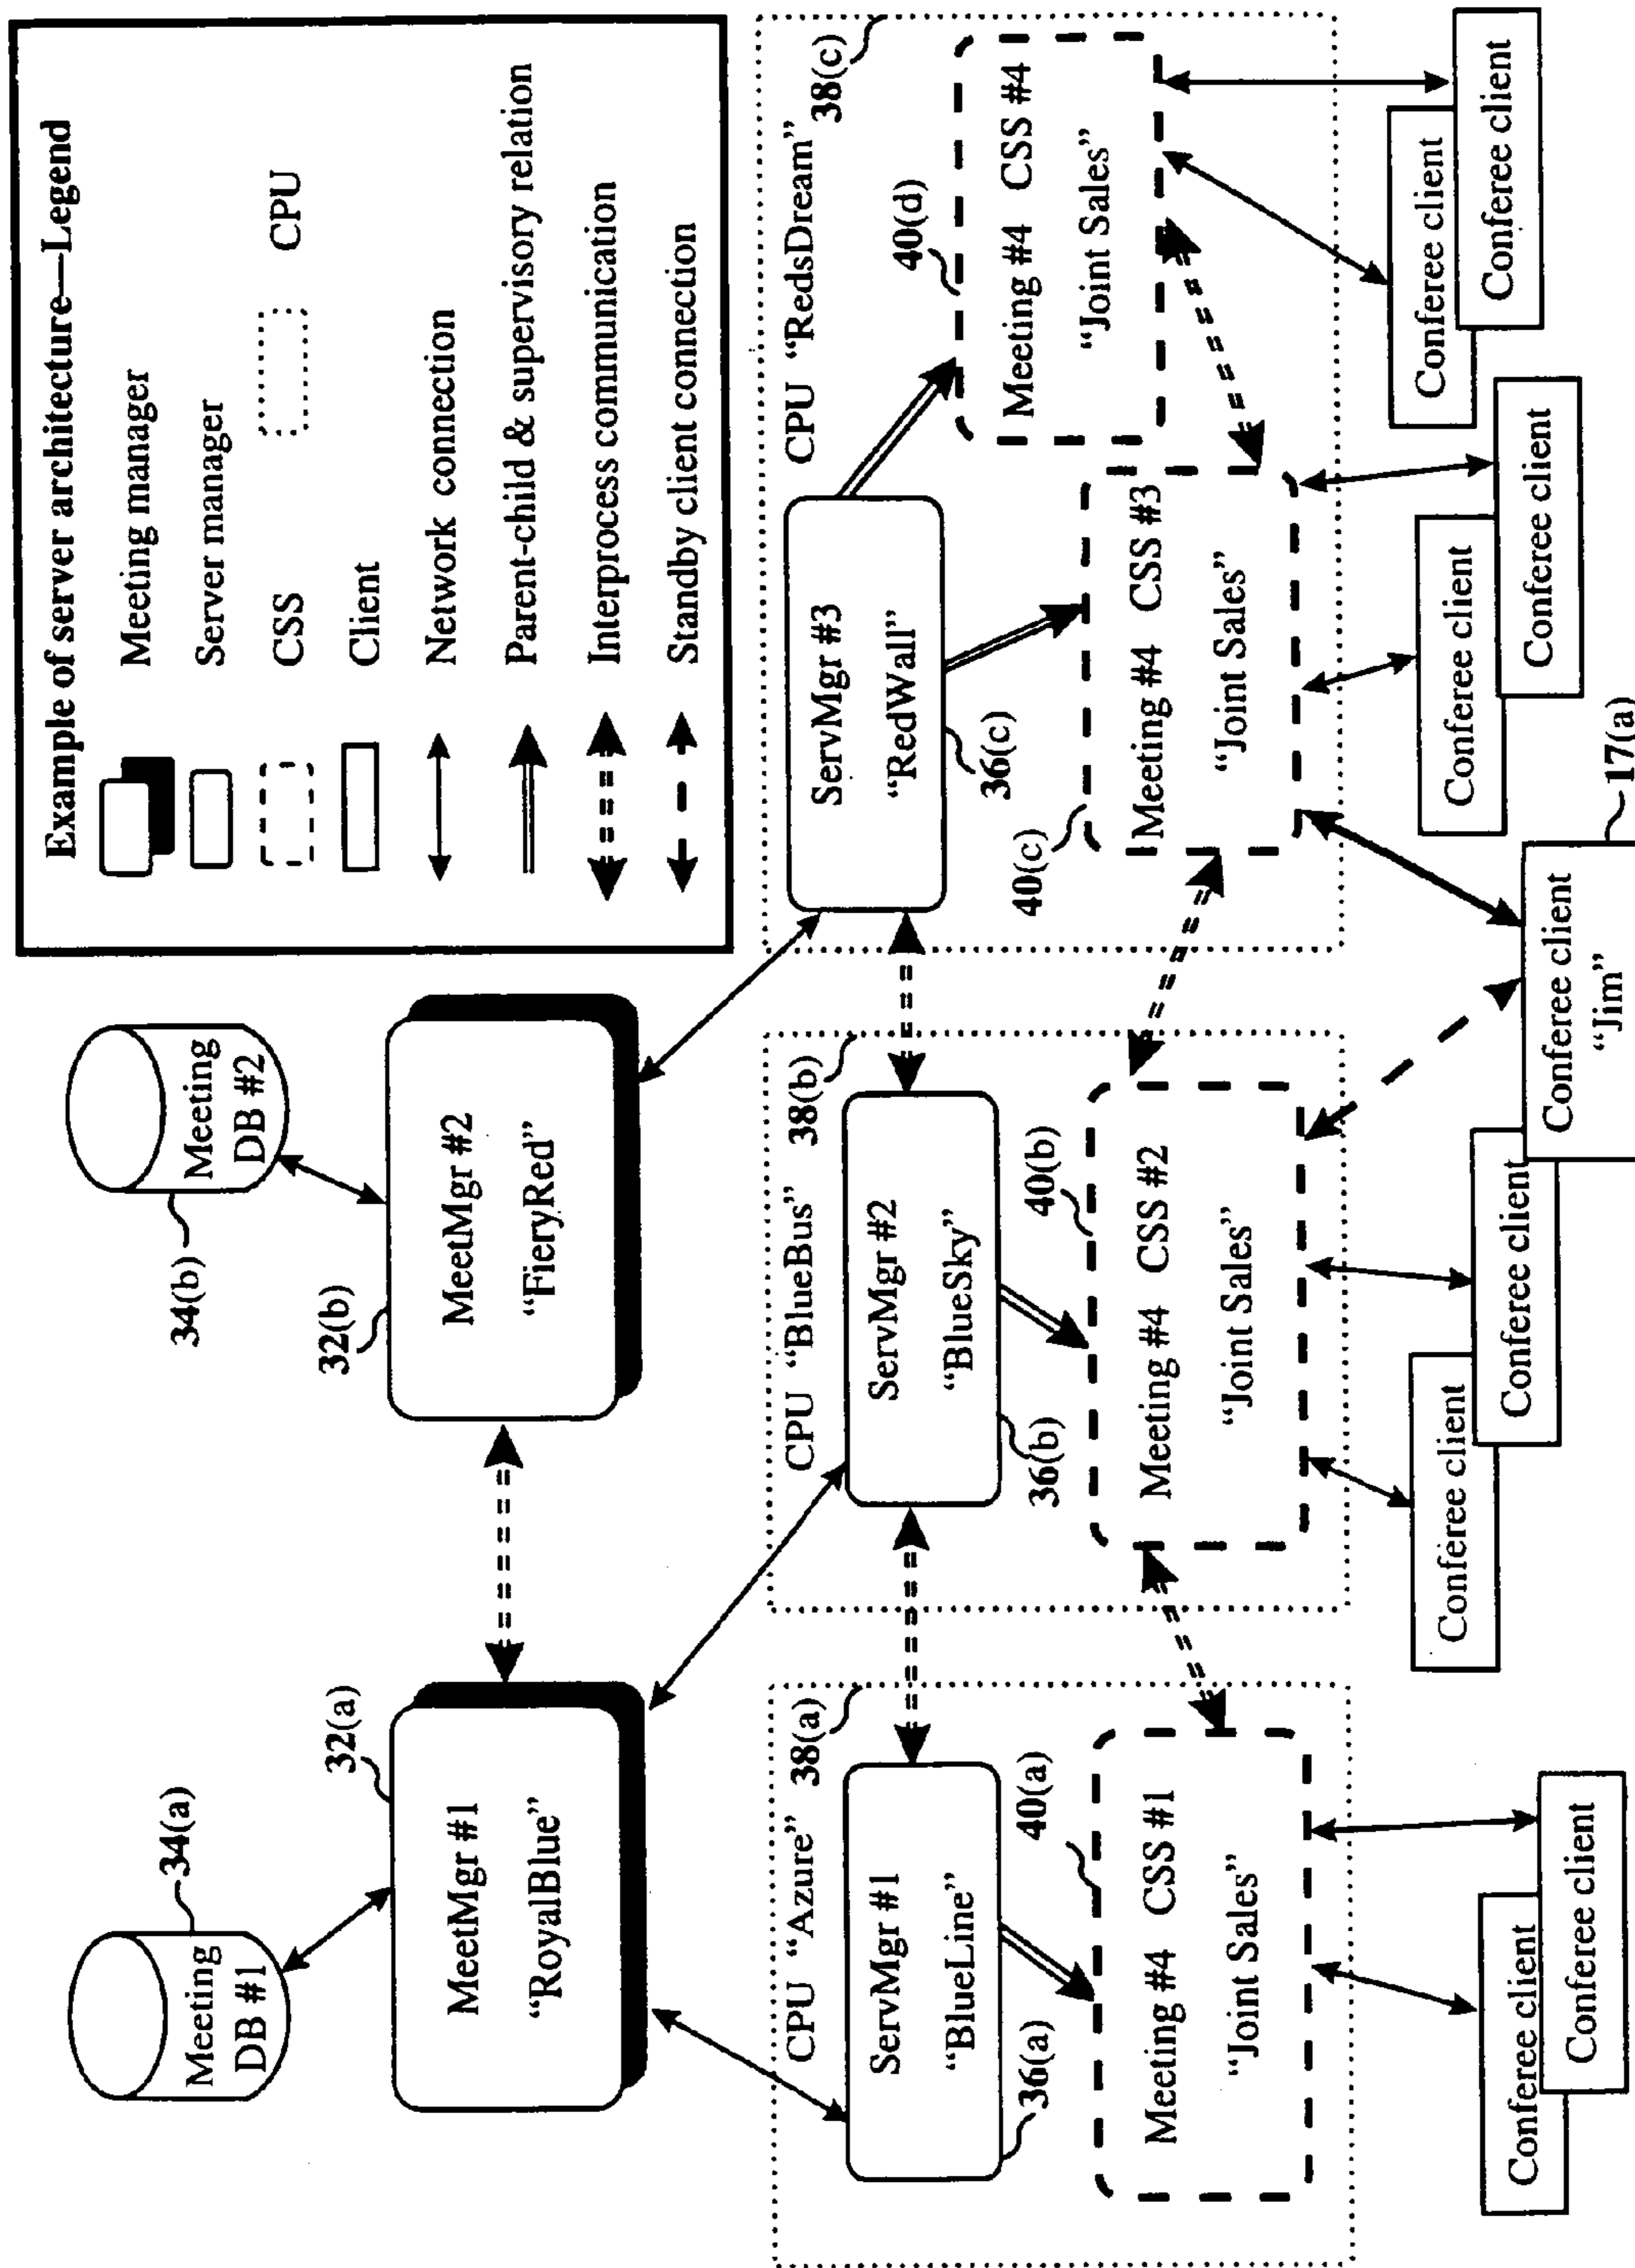 Example of server architecture—Legend
Meeting manager
Server manager
CSS
CPU
Client
Network connection
Parent-child & supervisory relation
Interprocess communication
Standby client connection
34(a)
Meeting
DB #1
34(b)
Meeting
DB #2
32(a)
MeetMgr #1
“RoyalBlue”
32(b)
MeetMgr #2
“FieryRed”
CPU “Azure”
38(a)
ServMgr #1
“BlueLine”
36(a)
40(a)
Meeting #4 CSS #1
“Joint Sales”
Conferee client
Conferee client
CPU “BlueBus”
38(b)
ServMgr #2
“BlueSky”
36(b)
40(b)
Meeting #4 CSS #2
“Joint Sales”
Conferee client
Conferee client
Conferee client
“Jim”
17(a)
CPU “RedsDream”
38(c)
ServMgr #3
“RedWall”
36(c)
40(c)
Meeting #4 CSS #3
“Joint Sales”
40(d)
Meeting #4 CSS #4
“Joint Sales”
Conferee client
Conferee client
Conferee client
Conferee client